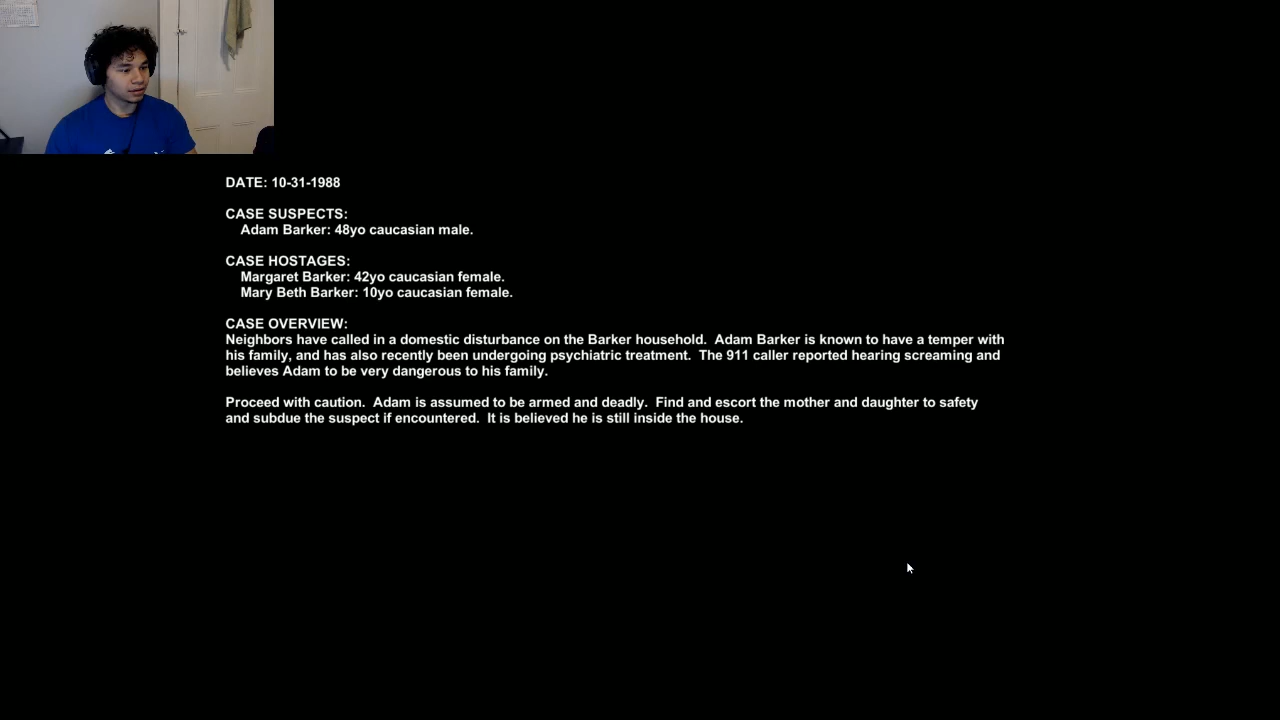 DATE: 10-31-1988
CASE SUSPECTS:
Adam Barker: 48yo caucasian male.
CASE HOSTAGES:
Margaret Barker: 42yo caucasian female.
Mary Beth Barker: 10yo caucasian female.
CASE OVERVIEW:
Neighbors have called in a domestic disturbance on the Barker household.  Adam Barker is known to have a temper with
his family, and has also recently been undergoing psychiatric treatment.  The 911 caller reported hearing screaming and
believes Adam to be very dangerous to his family.
Proceed with caution.  Adam is assumed to be armed and deadly.  Find and escort the mother and daughter to safety
and subdue the suspect if encountered.  It is believed he is still inside the house.